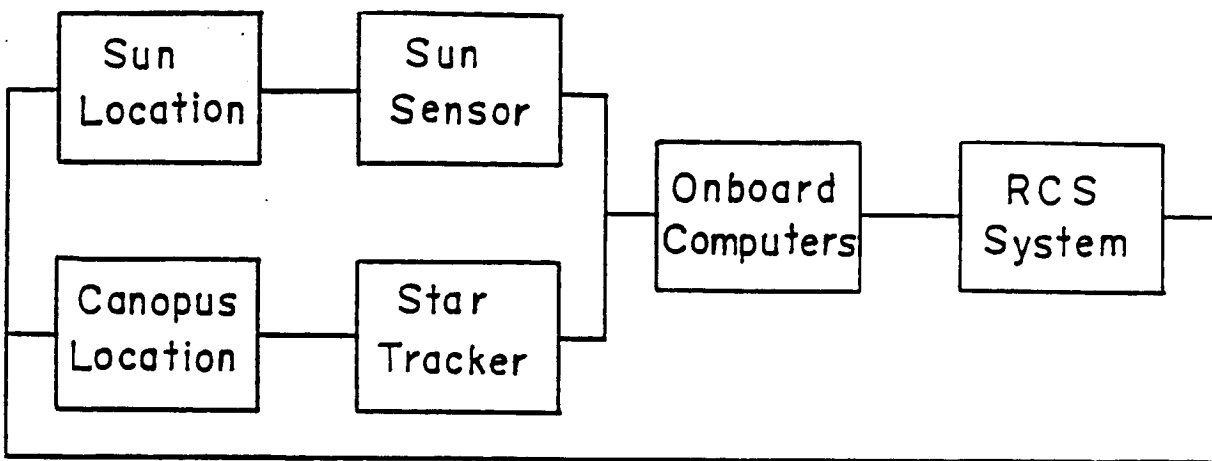 Sun
Location
Sun
Sensor
Onboard
Computers
RCS
System
Canopus
Location
Star
Tracker